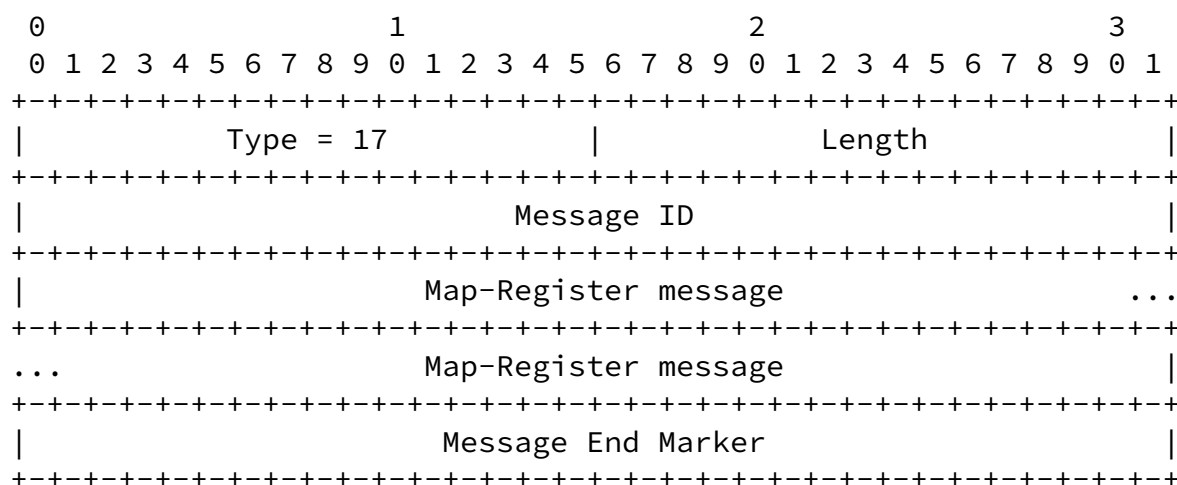 0                   1                   2                   3
 0 1 2 3 4 5 6 7 8 9 0 1 2 3 4 5 6 7 8 9 0 1 2 3 4 5 6 7 8 9 0 1
+-+-+-+-+-+-+-+-+-+-+-+-+-+-+-+-+-+-+-+-+-+-+-+-+-+-+-+-+-+-+-+-+
|           Type = 17           |            Length             |
+-+-+-+-+-+-+-+-+-+-+-+-+-+-+-+-+-+-+-+-+-+-+-+-+-+-+-+-+-+-+-+-+
|                           Message ID                          |
+-+-+-+-+-+-+-+-+-+-+-+-+-+-+-+-+-+-+-+-+-+-+-+-+-+-+-+-+-+-+-+-+
|                      Map-Register message                   ...
+-+-+-+-+-+-+-+-+-+-+-+-+-+-+-+-+-+-+-+-+-+-+-+-+-+-+-+-+-+-+-+-+
...                    Map-Register message                     |
+-+-+-+-+-+-+-+-+-+-+-+-+-+-+-+-+-+-+-+-+-+-+-+-+-+-+-+-+-+-+-+-+
|                       Message End Marker                      |
+-+-+-+-+-+-+-+-+-+-+-+-+-+-+-+-+-+-+-+-+-+-+-+-+-+-+-+-+-+-+-+-+